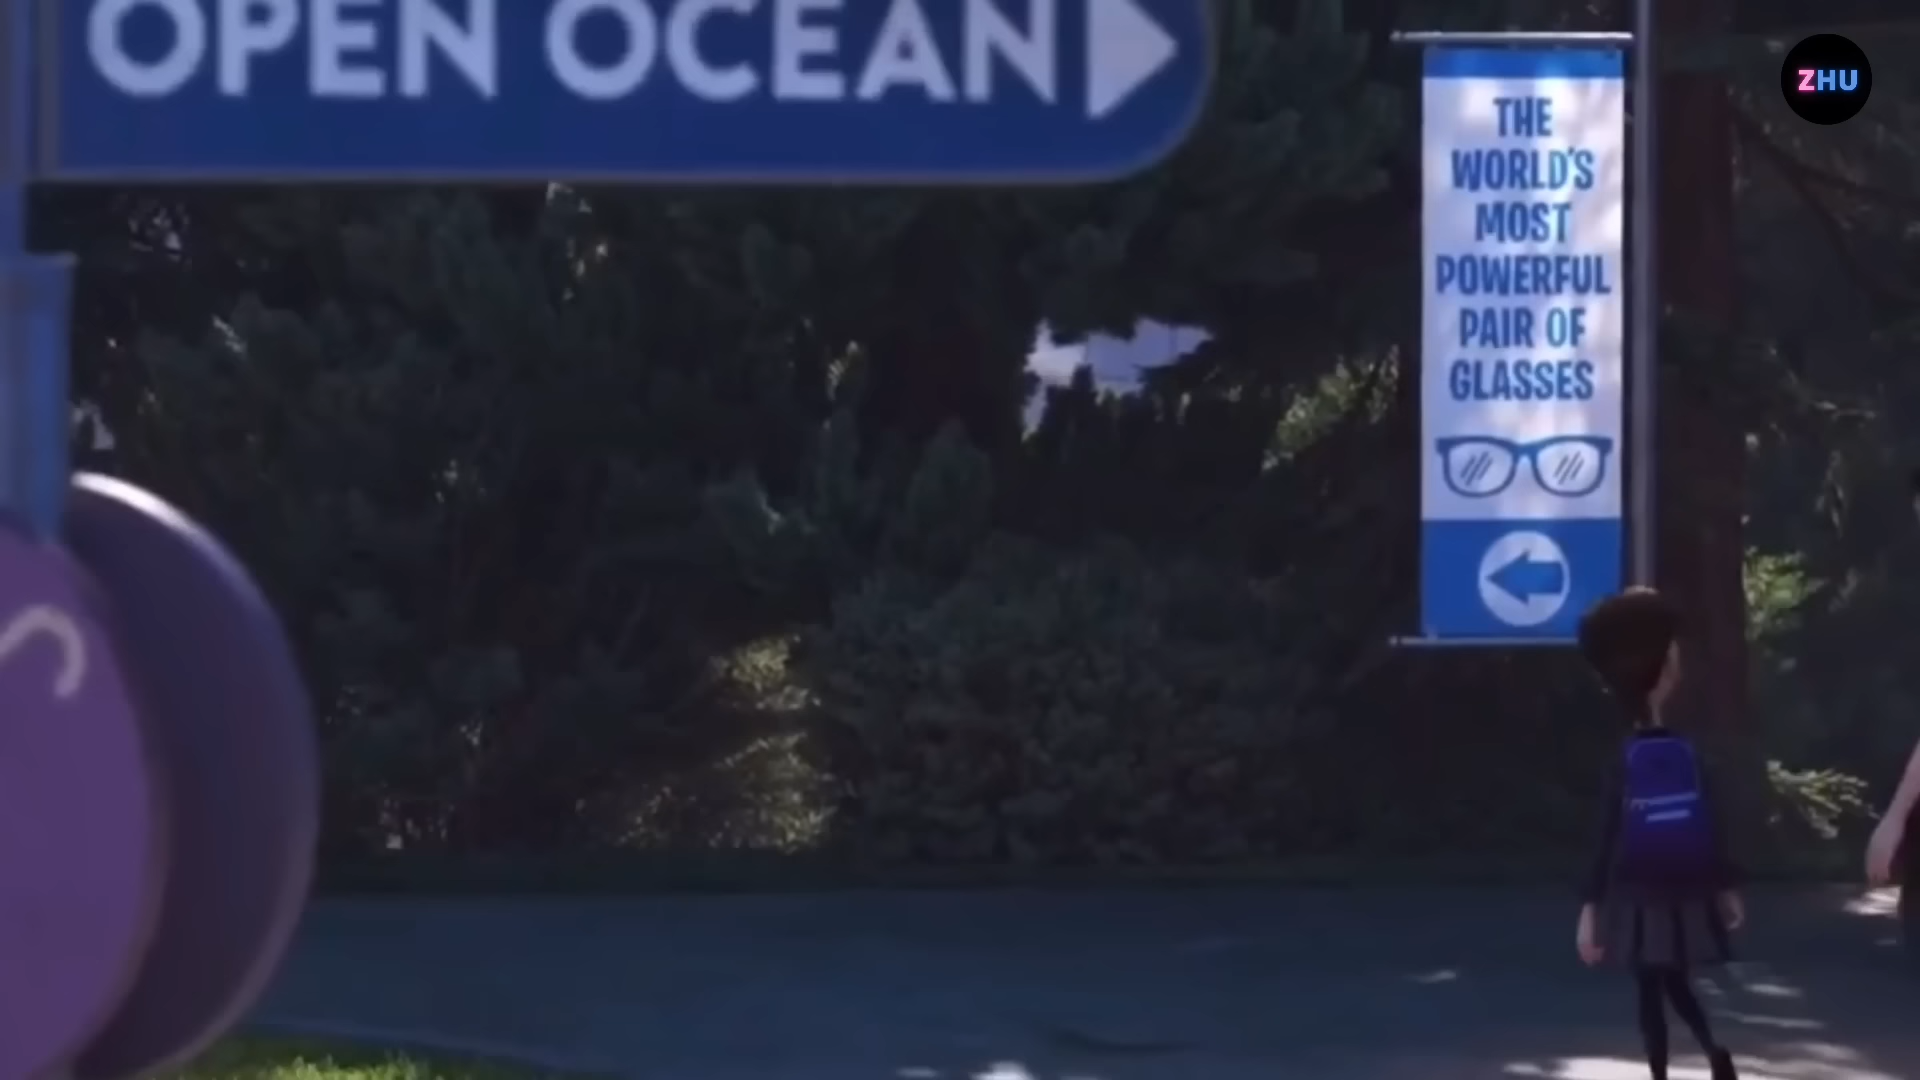 OPEN OCEAN
THE
WORLD'S
MOST
POWERFUL
PAIR OF
GLASSES
ZHU